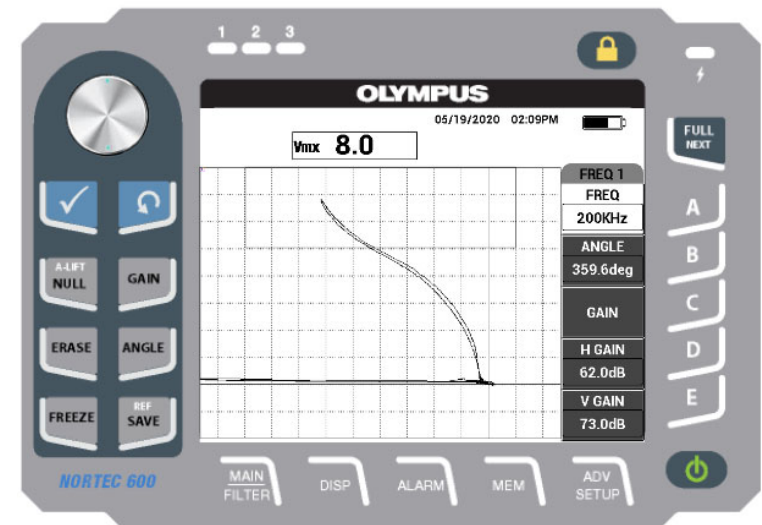 1 2 3
OLYMPUS
05/19/2020 02:09PM
Vmx 8.0
FREQ 1
FREQ
200KHz
ANGLE
359.6deg
GAIN
H GAIN
62.0dB
V GAIN
73.0dB
FULL
NEXT
A
B
C
D
E
A-LIFT
NULL
GAIN
ERASE
ANGLE
FREEZE
REF
SAVE
NORTEC 600
MAIN
FILTER
DISP
ALARM
MEM
ADV
SETUP